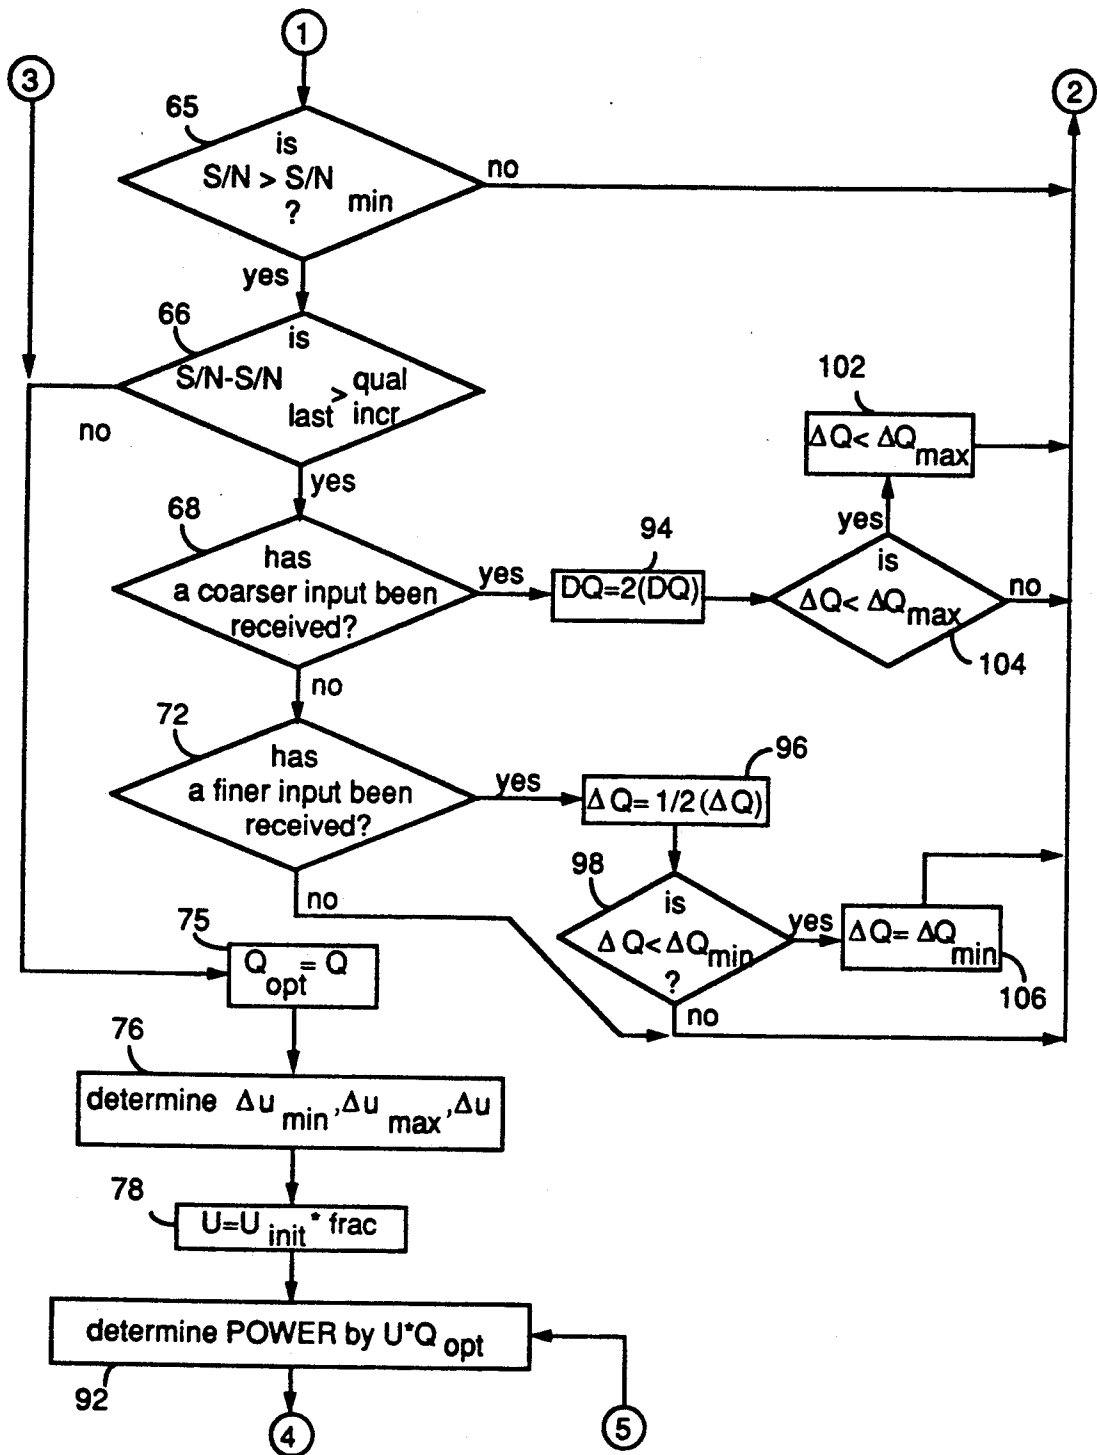 1
3
2
65
is
S/N > S/N min
?
no
yes
66
is
S/N-S/N last > qual incr
no
yes
102
ΔQ< ΔQ max
yes
68
has
a coarser input been
received?
yes
94
DQ=2(DQ)
is
ΔQ< ΔQ max
no
104
no
72
has
a finer input been
received?
yes
96
ΔQ= 1/2(ΔQ)
no
98
is
ΔQ<ΔQ min
?
yes
ΔQ= ΔQ min
106
no
75
Q opt = Q
76
determine Δu min, Δu max, Δu
78
U=U init * frac
determine POWER by U*Q opt
92
4
5